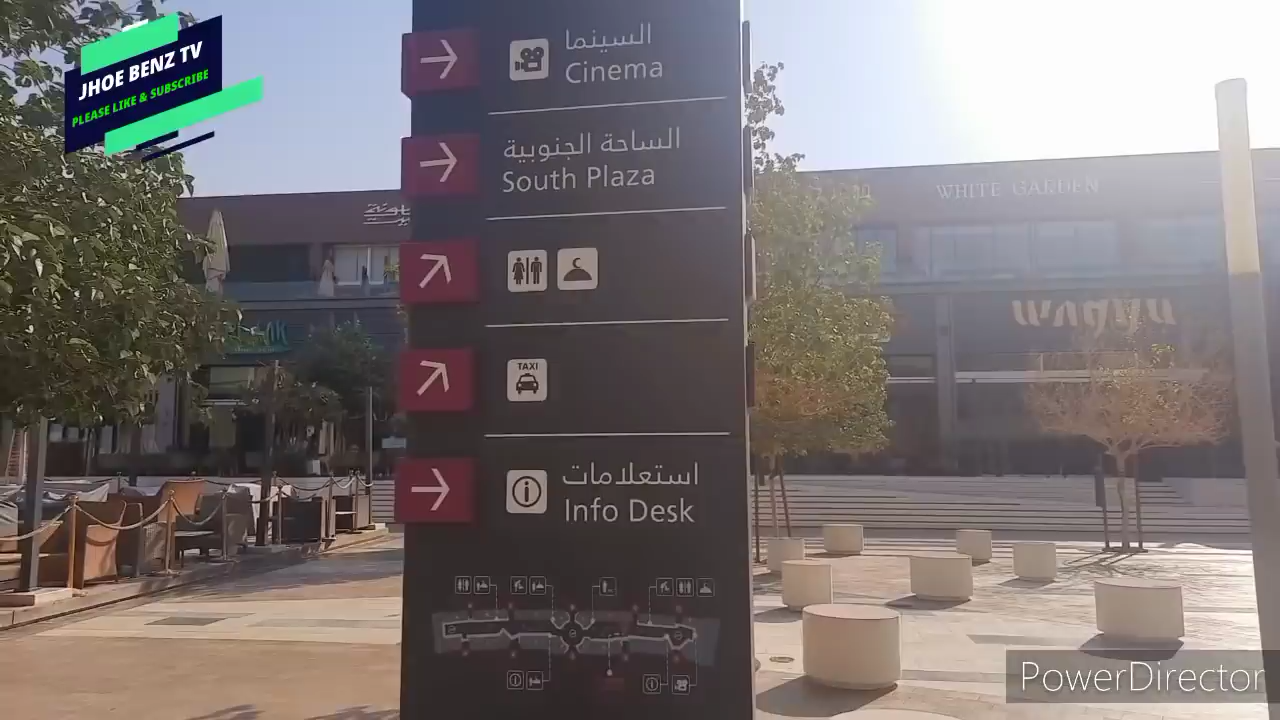 JHOE BENZ TV
PLEASE LIKE & SUBSCRIBE
السينما
Cinema
الساحة الجنوبية
South Plaza
TAXI
استعلامات
Info Desk
WHITE GARDEN
PowerDirector